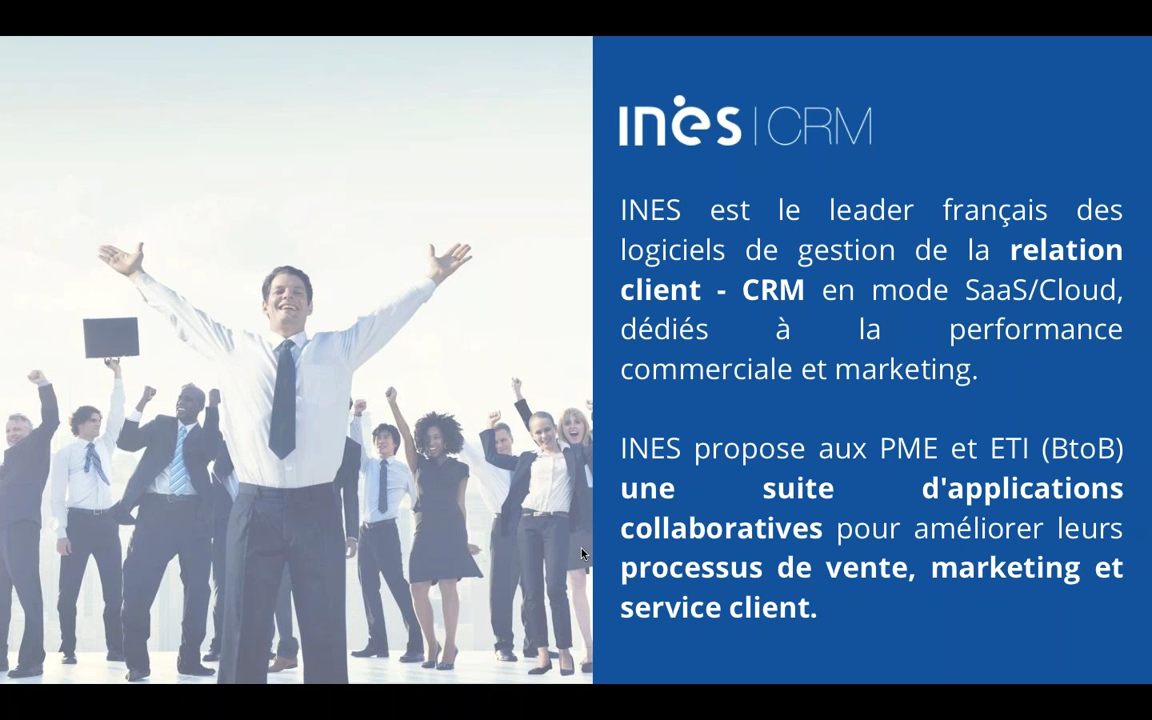 inès | CRM
INES est le leader français des
logiciels de gestion de la relation
client - CRM en mode SaaS/Cloud,
dédiés à la performance
commerciale et marketing.
INES propose aux PME et ETI (BtoB)
une suite d'applications
collaboratives pour améliorer leurs
processus de vente, marketing et
service client.